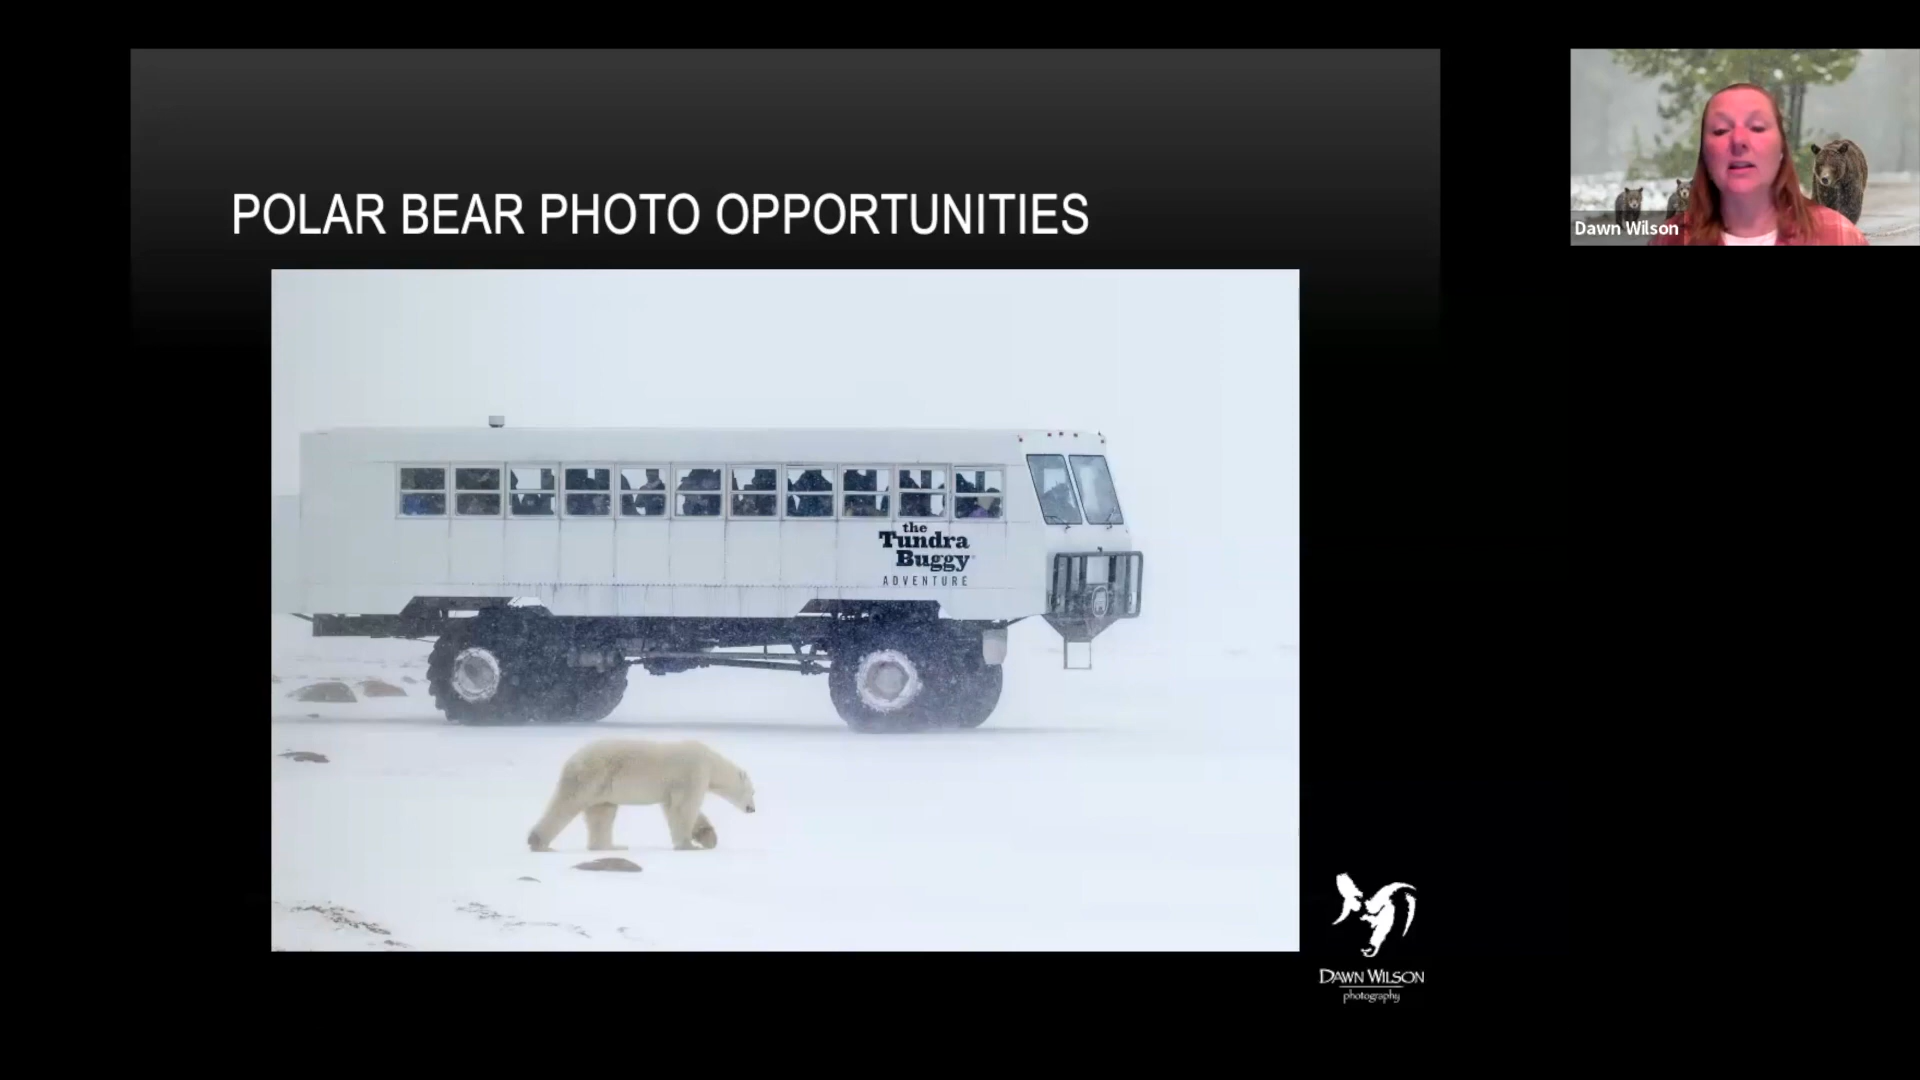 POLAR BEAR PHOTO OPPORTUNITIES
Dawn Wilson
the
Tundra
Buggy
ADVENTURE
DAWN WILSON
photography